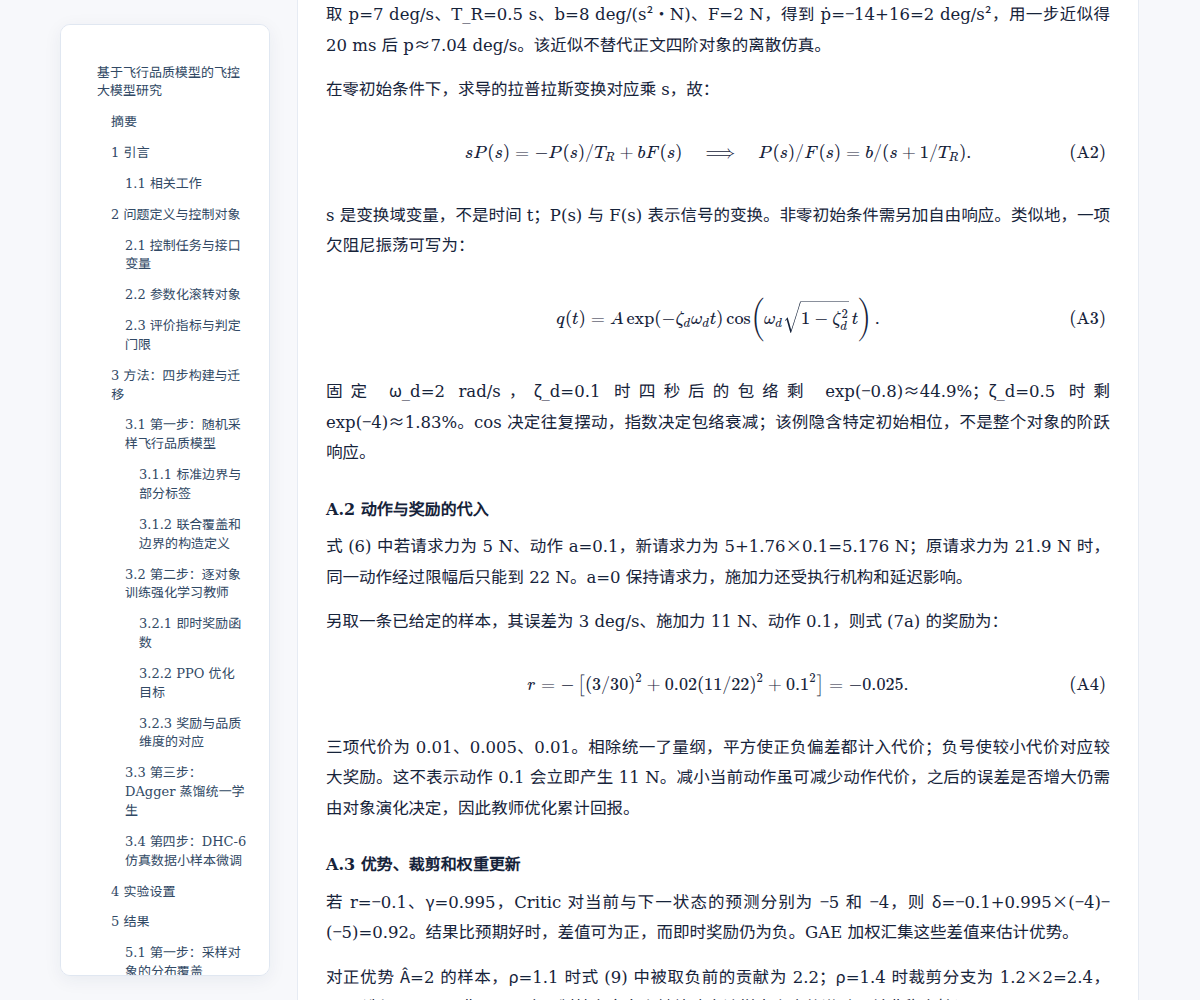 基于飞行品质模型的飞控
大模型研究
摘要
1 引言
1.1 相关工作
2 问题定义与控制对象
2.1 控制任务与接口
变量
2.2 参数化滚转对象
2.3 评价指标与判定
门限
3 方法：四步构建与迁
移
3.1 第一步：随机采
样飞行品质模型
3.1.1 标准边界与
部分标签
3.1.2 联合覆盖和
边界的构造定义
3.2 第二步：逐对象
训练强化学习教师
3.2.1 即时奖励函
数
3.2.2 PPO 优化
目标
3.2.3 奖励与品质
维度的对应
3.3 第三步：
DAgger 蒸馏统一学
生
3.4 第四步：DHC-6
仿真数据小样本微调
4 实验设置
5 结果
5.1 第一步：采样对
象的分布覆盖
取 p=7 deg/s、T_R=0.5 s、b=8 deg/(s²·N)、F=2 N，得到 ṗ=−14+16=2 deg/s²，用一步近似得
20 ms 后 p≈7.04 deg/s。该近似不替代正文四阶对象的离散仿真。
在零初始条件下，求导的拉普拉斯变换对应乘 s，故：
sP(s) = −P(s)/T_R + bF(s) ⟹ P(s)/F(s) = b/(s + 1/T_R). (A2)
s 是变换域变量，不是时间 t；P(s) 与 F(s) 表示信号的变换。非零初始条件需另加自由响应。类似地，一项
欠阻尼振荡可写为：
q(t) = A exp(−ζ_dω_dt) cos(ω_d√(1 − ζ_d²) t). (A3)
固定 ω_d=2 rad/s，ζ_d=0.1 时四秒后的包络剩 exp(−0.8)≈44.9%；ζ_d=0.5 时剩
exp(−4)≈1.83%。cos 决定往复摆动，指数决定包络衰减；该例隐含特定初始相位，不是整个对象的阶跃
响应。
A.2 动作与奖励的代入
式 (6) 中若请求力为 5 N、动作 a=0.1，新请求力为 5+1.76×0.1=5.176 N；原请求力为 21.9 N 时，
同一动作经过限幅后只能到 22 N。a=0 保持请求力，施加力还受执行机构和延迟影响。
另取一条已给定的样本，其误差为 3 deg/s、施加力 11 N、动作 0.1，则式 (7a) 的奖励为：
r = −[(3/30)² + 0.02(11/22)² + 0.1²] = −0.025. (A4)
三项代价为 0.01、0.005、0.01。相除统一了量纲，平方使正负偏差都计入代价；负号使较小代价对应较
大奖励。这不表示动作 0.1 会立即产生 11 N。减小当前动作虽可减少动作代价，之后的误差是否增大仍需
由对象演化决定，因此教师优化累计回报。
A.3 优势、裁剪和权重更新
若 r=−0.1、γ=0.995，Critic 对当前与下一状态的预测分别为 −5 和 −4，则 δ=−0.1+0.995×(−4)−
(−5)=0.92。结果比预期好时，差值可为正，而即时奖励仍为负。GAE 加权汇集这些差值来估计优势。
对正优势 Â=2 的样本，ρ=1.1 时式 (9) 中被取负前的贡献为 2.2；ρ=1.4 时裁剪分支为 1.2×2=2.4，